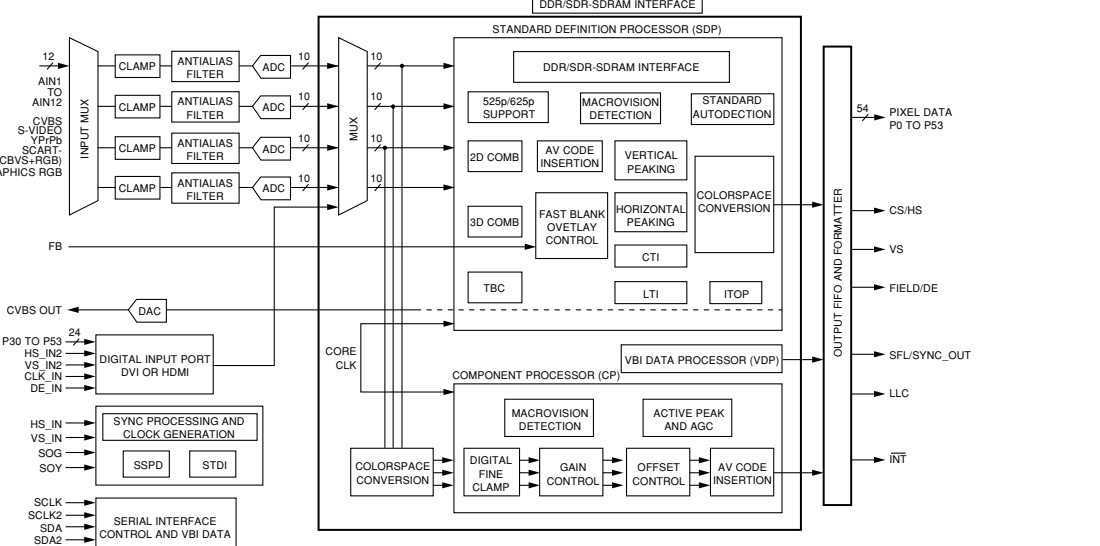 DDR/SDR-SDRAM INTERFACE
STANDARD DEFINITION PROCESSOR (SDP)
12
AIN1
TO
AIN12
CVBS
S-VIDEO
YPrPb
SCART-
CBVS+RGB)
APHICS RGB
INPUT MUX
CLAMP
ANTIALIAS
FILTER
ADC
10
CLAMP
ANTIALIAS
FILTER
ADC
10
CLAMP
ANTIALIAS
FILTER
ADC
10
CLAMP
ANTIALIAS
FILTER
ADC
10
MUX
10
10
10
10
DDR/SDR-SDRAM INTERFACE
525p/625p
SUPPORT
MACROVISION
DETECTION
STANDARD
AUTODECTION
2D COMB
AV CODE
INSERTION
VERTICAL
PEAKING
COLORSPACE
CONVERSION
3D COMB
FAST BLANK
OVETLAY
CONTROL
HORIZONTAL
PEAKING
CTI
TBC
LTI
ITOP
FB
CVBS OUT
DAC
P30 TO P53
24
HS_IN2
VS_IN2
CLK_IN
DE_IN
DIGITAL INPUT PORT
DVI OR HDMI
CORE
CLK
VBI DATA PROCESSOR (VDP)
COMPONENT PROCESSOR (CP)
MACROVISION
DETECTION
ACTIVE PEAK
AND AGC
HS_IN
VS_IN
SOG
SOY
SYNC PROCESSING AND
CLOCK GENERATION
SSPD
STDI
COLORSPACE
CONVERSION
DIGITAL
FINE
CLAMP
GAIN
CONTROL
OFFSET
CONTROL
AV CODE
INSERTION
SCLK
SCLK2
SDA
SDA2
SERIAL INTERFACE
CONTROL AND VBI DATA
OUTPUT FIFO AND FORMATTER
54
PIXEL DATA
P0 TO P53
CS/HS
VS
FIELD/DE
SFL/SYNC_OUT
LLC
INT